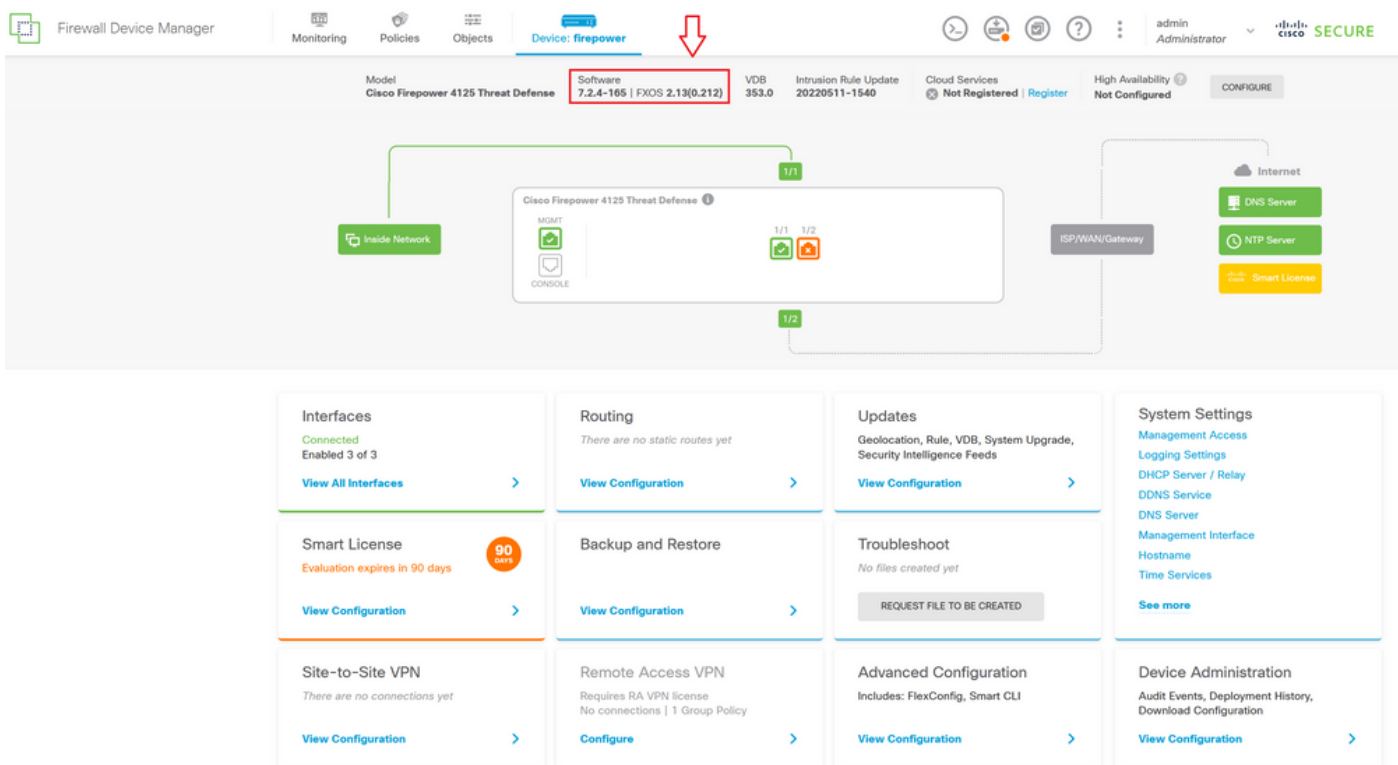 Firewall Device Manager
Monitoring
Policies
Objects
Device: firepower
admin
Administrator
CISCO SECURE
Model
Cisco Firepower 4125 Threat Defense
Software
7.2.4-165 | FXOS 2.13(0.212)
VDB
353.0
Intrusion Rule Update
20220511-1540
Cloud Services
Not Registered | Register
High Availability
Not Configured
CONFIGURE
1/1
Internet
Cisco Firepower 4125 Threat Defense
DNS Server
MGMT
1/1 1/2
Inside Network
ISP/WAN/Gateway
NTP Server
CONSOLE
Smart License
1/2
Interfaces
Connected
Enabled 3 of 3
View All Interfaces
Routing
There are no static routes yet
View Configuration
Updates
Geolocation, Rule, VDB, System Upgrade,
Security Intelligence Feeds
View Configuration
System Settings
Management Access
Logging Settings
DHCP Server / Relay
DDNS Service
DNS Server
Management Interface
Hostname
Time Services
See more
Smart License
Evaluation expires in 90 days
90
DAYS
View Configuration
Backup and Restore
View Configuration
Troubleshoot
No files created yet
REQUEST FILE TO BE CREATED
Site-to-Site VPN
There are no connections yet
View Configuration
Remote Access VPN
Requires RA VPN license
No connections | 1 Group Policy
Configure
Advanced Configuration
Includes: FlexConfig, Smart CLI
View Configuration
Device Administration
Audit Events, Deployment History,
Download Configuration
View Configuration